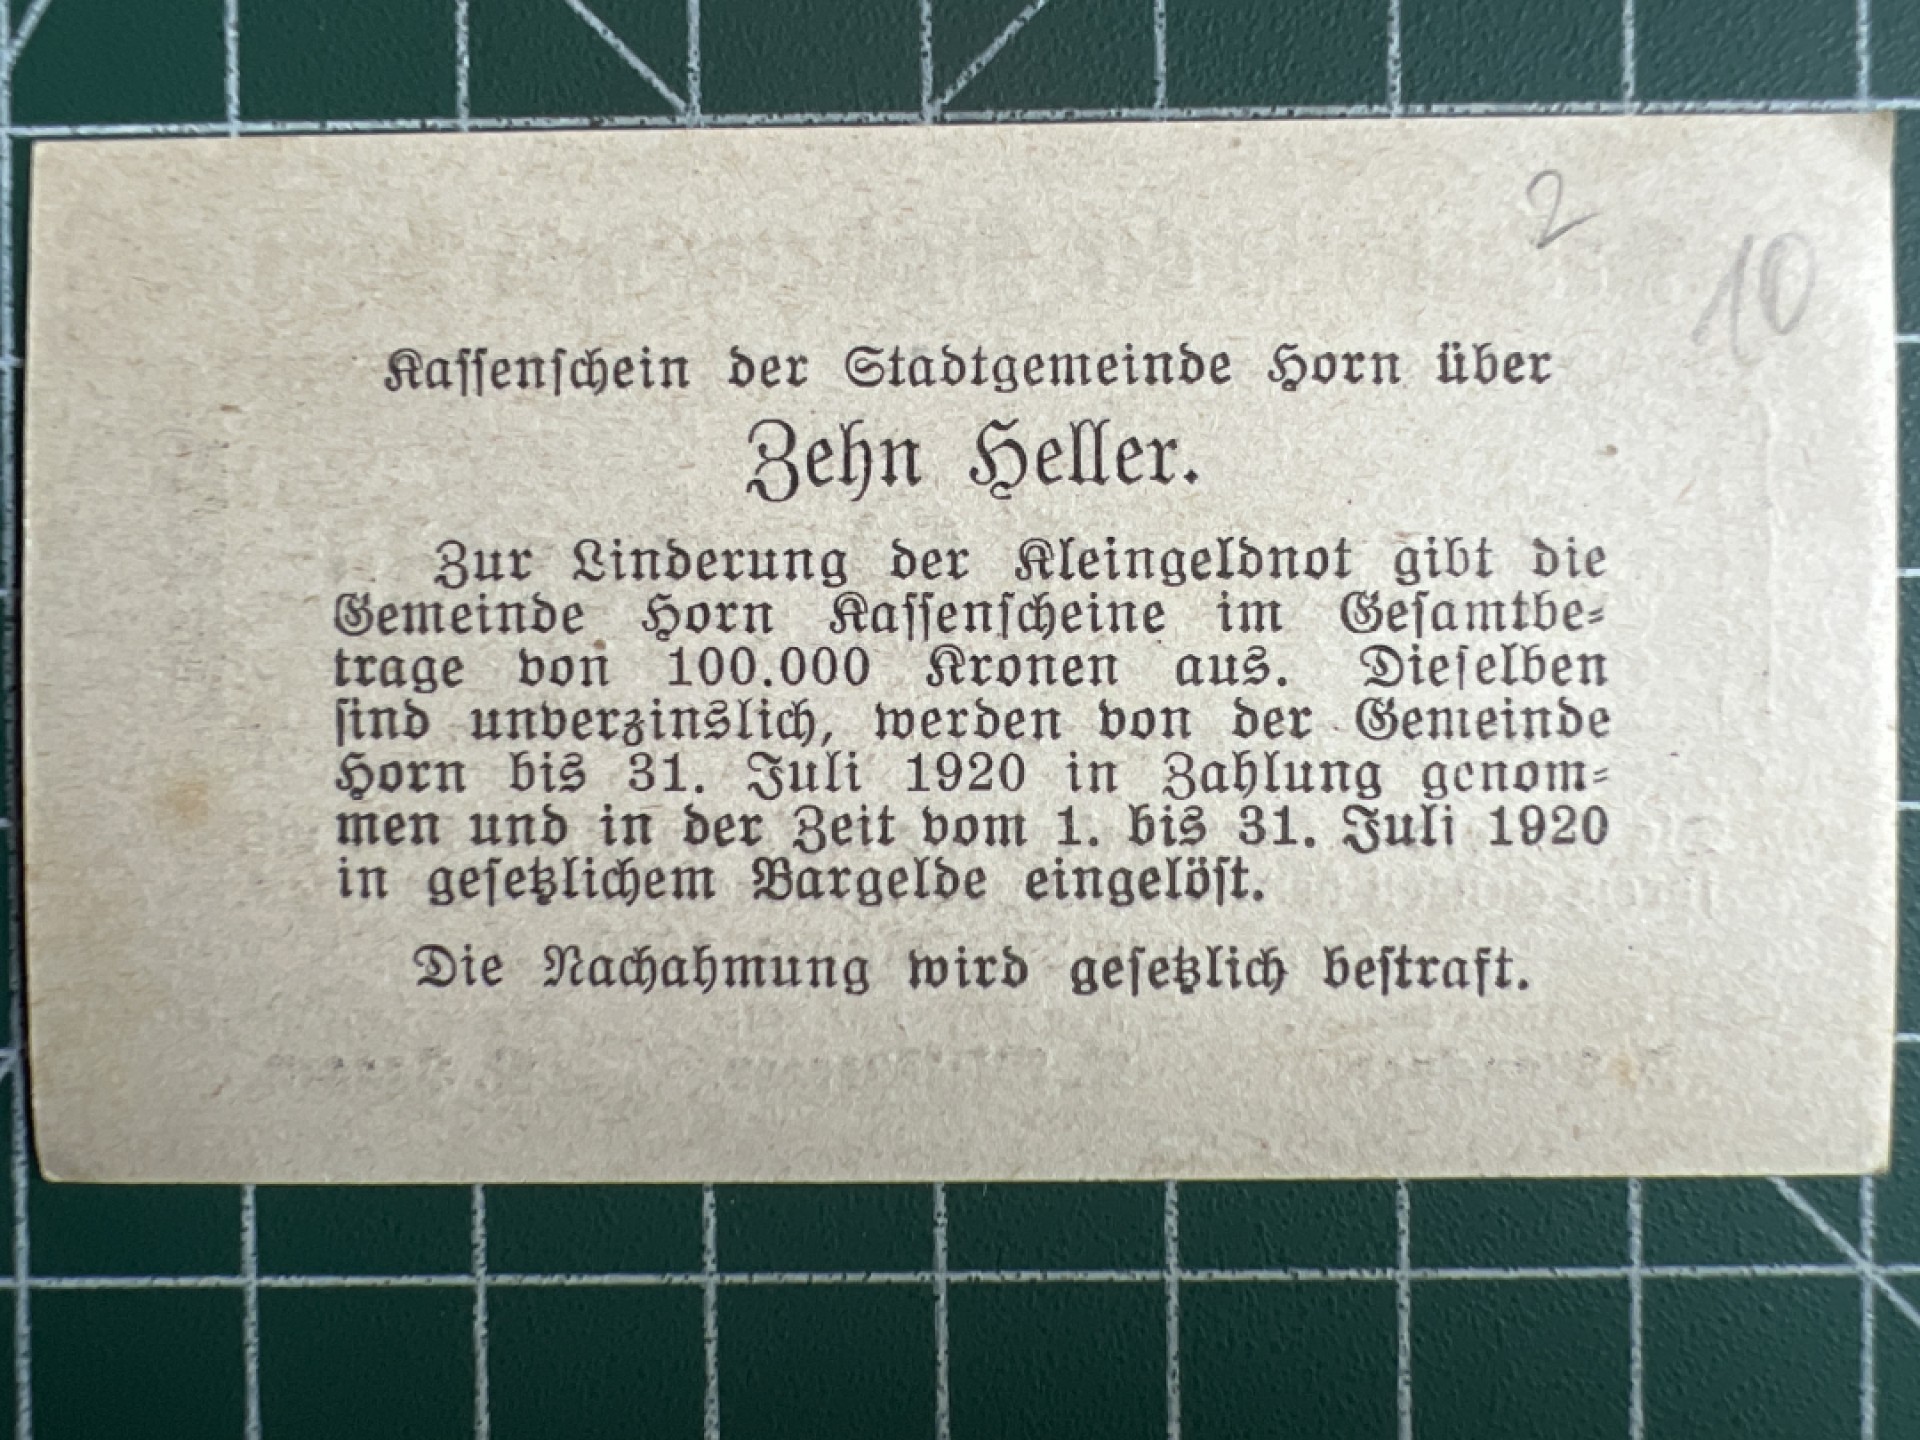 2
10
Kassenschein der Stadtgemeinde Horn über
Zehn Heller.
Zur Linderung der Kleingeldnot gibt die
Gemeinde Horn Kassenscheine im Gesamtbe-
trage von 100.000 Kronen aus. Dieselben
sind unverzinslich, werden von der Gemeinde
Horn bis 31. Juli 1920 in Zahlung genom-
men und in der Zeit vom 1. bis 31. Juli 1920
in gesetzlichem Bargelde eingelöst.
Die Nachahmung wird gesetzlich bestraft.